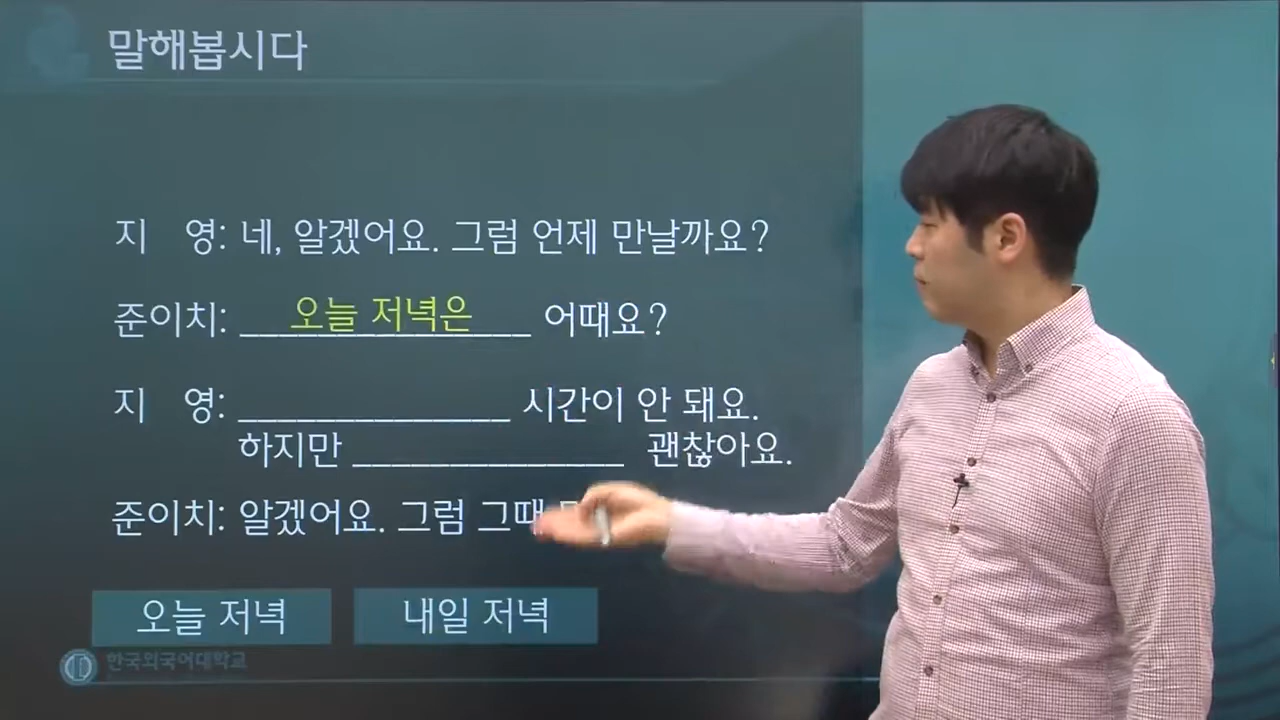 말해봅시다
지 영: 네, 알겠어요. 그럼 언제 만날까요?
준이치: 오늘 저녁은 어때요?
지 영: ______________ 시간이 안 돼요.
하지만 ______________ 괜찮아요.
준이치: 알겠어요. 그럼 그때
오늘 저녁 내일 저녁
한국외국어대학교